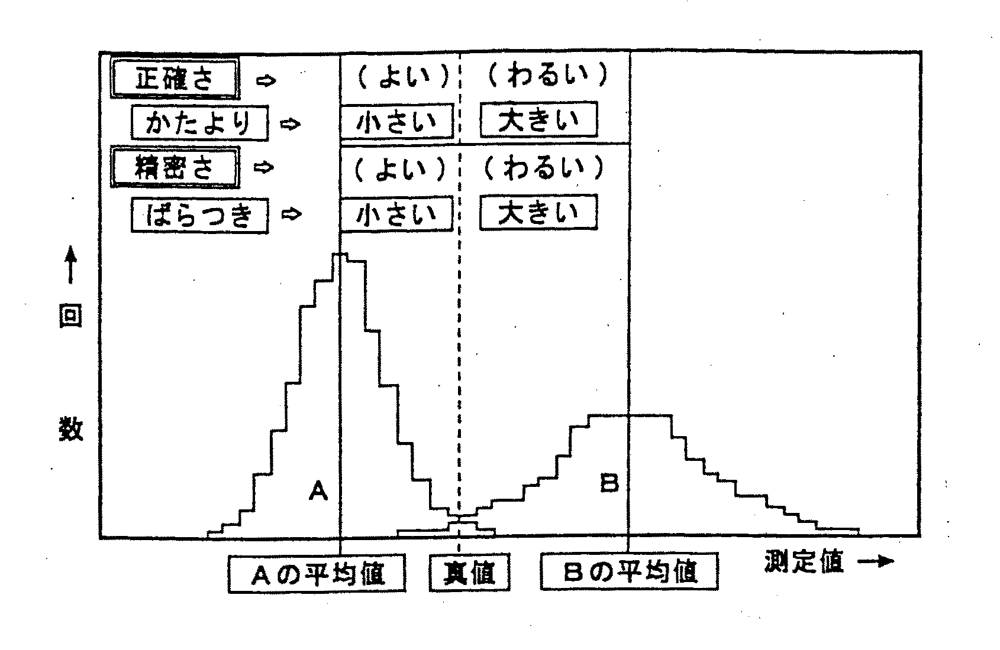 正確さ ⇨ (よい) (わるい)
かたより ⇨ 小さい 大きい
精密さ ⇨ (よい) (わるい)
ばらつき ⇨ 小さい 大きい
↑
回
数
A
B
Aの平均値 真値 Bの平均値 測定値 →